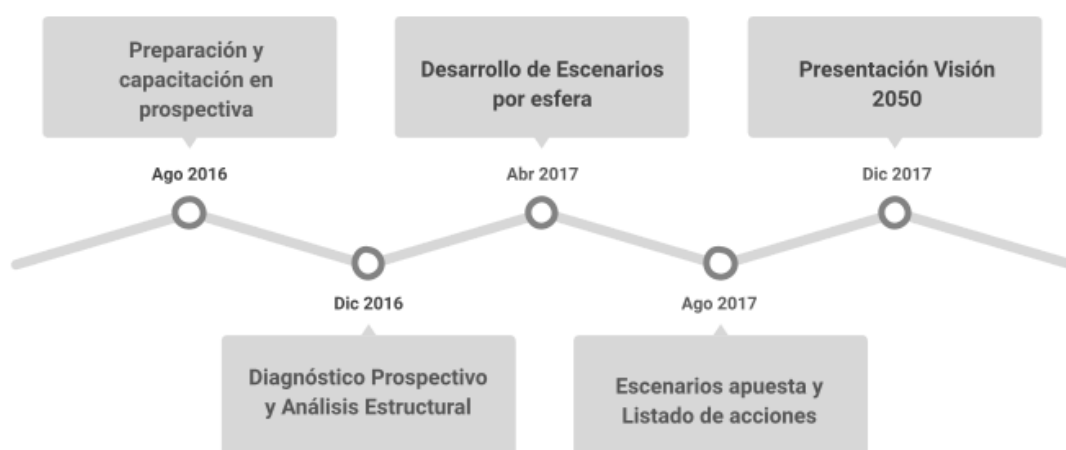 Preparación y
capacitación en
prospectiva
Desarrollo de Escenarios
por esfera
Presentación Visión
2050
Ago 2016
Abr 2017
Dic 2017
Dic 2016
Ago 2017
Diagnóstico Prospectivo
y Análisis Estructural
Escenarios apuesta y
Listado de acciones